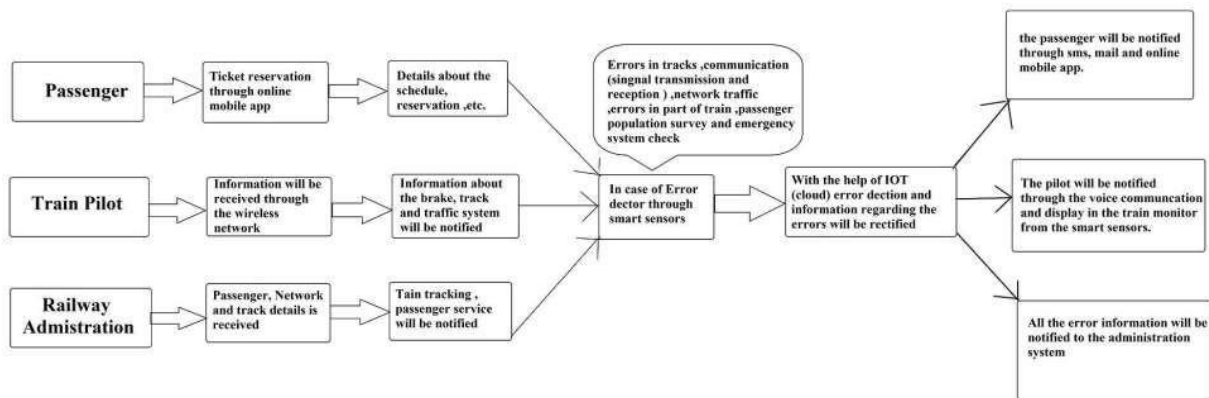 Passenger
Ticket reservation
through online
mobile app
Details about the
schedule,
reservation ,etc.
Errors in tracks ,communication
(singnal transmission and
reception ) ,network traffic
,errors in part of train ,passenger
population survey and emergency
system check
the passenger will be notified
through sms, mail and online
mobile app.
Train Pilot
Information will be
received through
the wireless
network
Information about
the brake, track
and traffic system
will be notified
In case of Error
dector through
smart sensors
With the help of IOT
(cloud) error dection and
information regarding the
errors will be rectified
The pilot will be notified
through the voice communcation
and display in the train monitor
from the smart sensors.
Railway
Admistration
Passenger, Network
and track details is
received
Tain tracking ,
passenger service
will be notified
All the error information will be
notified to the administration
system